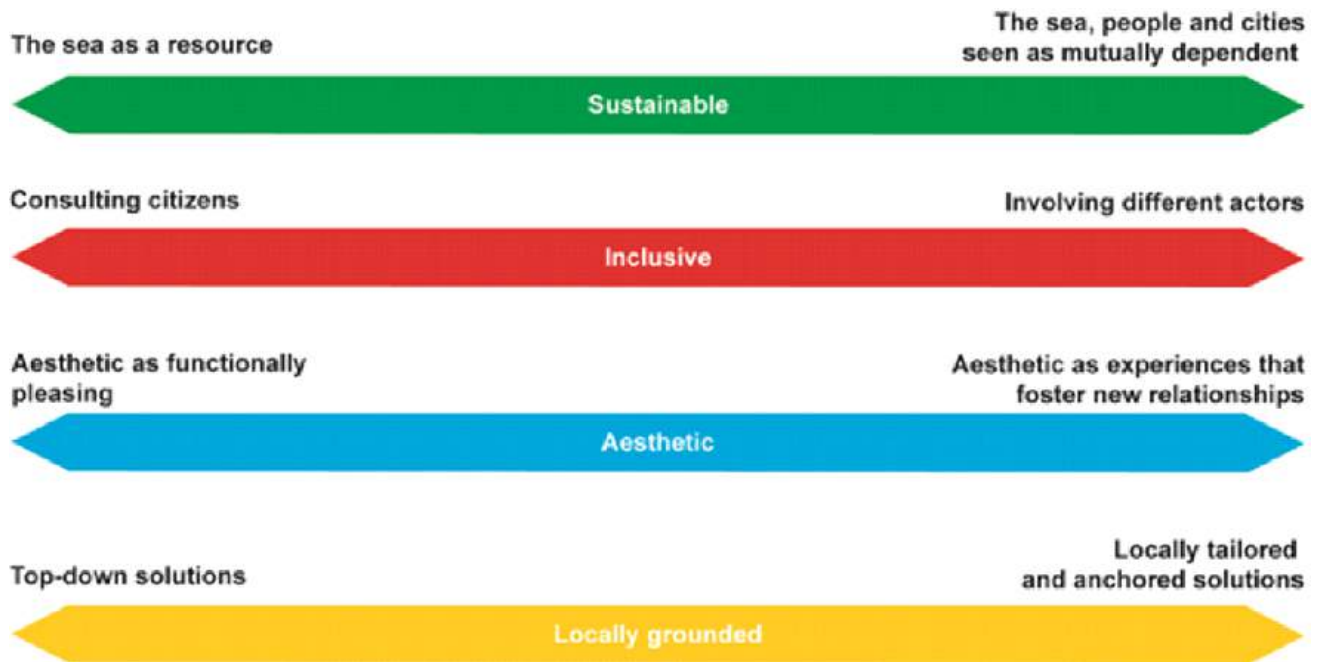 The sea as a resource
The sea, people and cities
seen as mutually dependent
Sustainable
Consulting citizens
Involving different actors
Inclusive
Aesthetic as functionally
pleasing
Aesthetic as experiences that
foster new relationships
Aesthetic
Top-down solutions
Locally tailored
and anchored solutions
Locally grounded